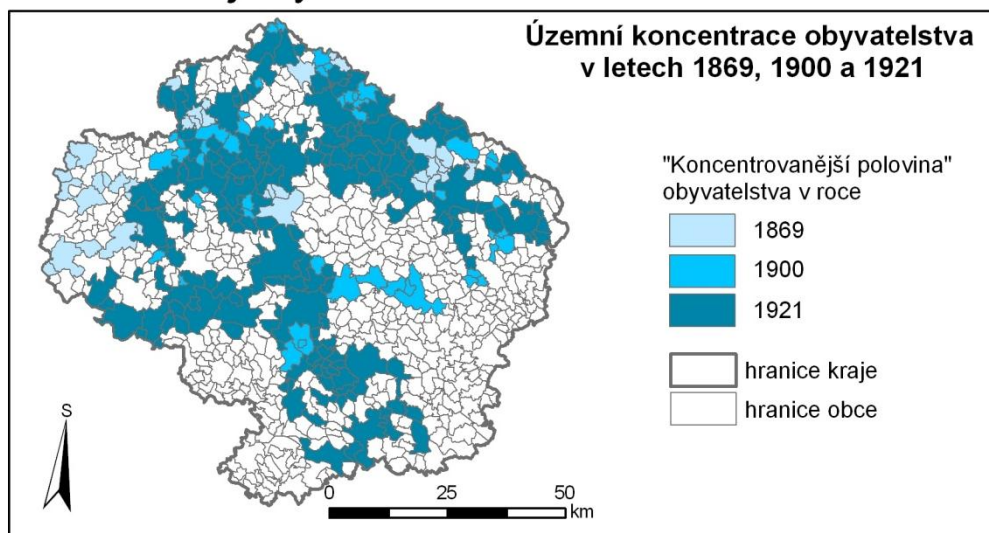 Územní koncentrace obyvatelstva
v letech 1869, 1900 a 1921
"Koncentrovanější polovina"
obyvatelstva v roce
1869
1900
1921
hranice kraje
hranice obce
S
0 25 50
km